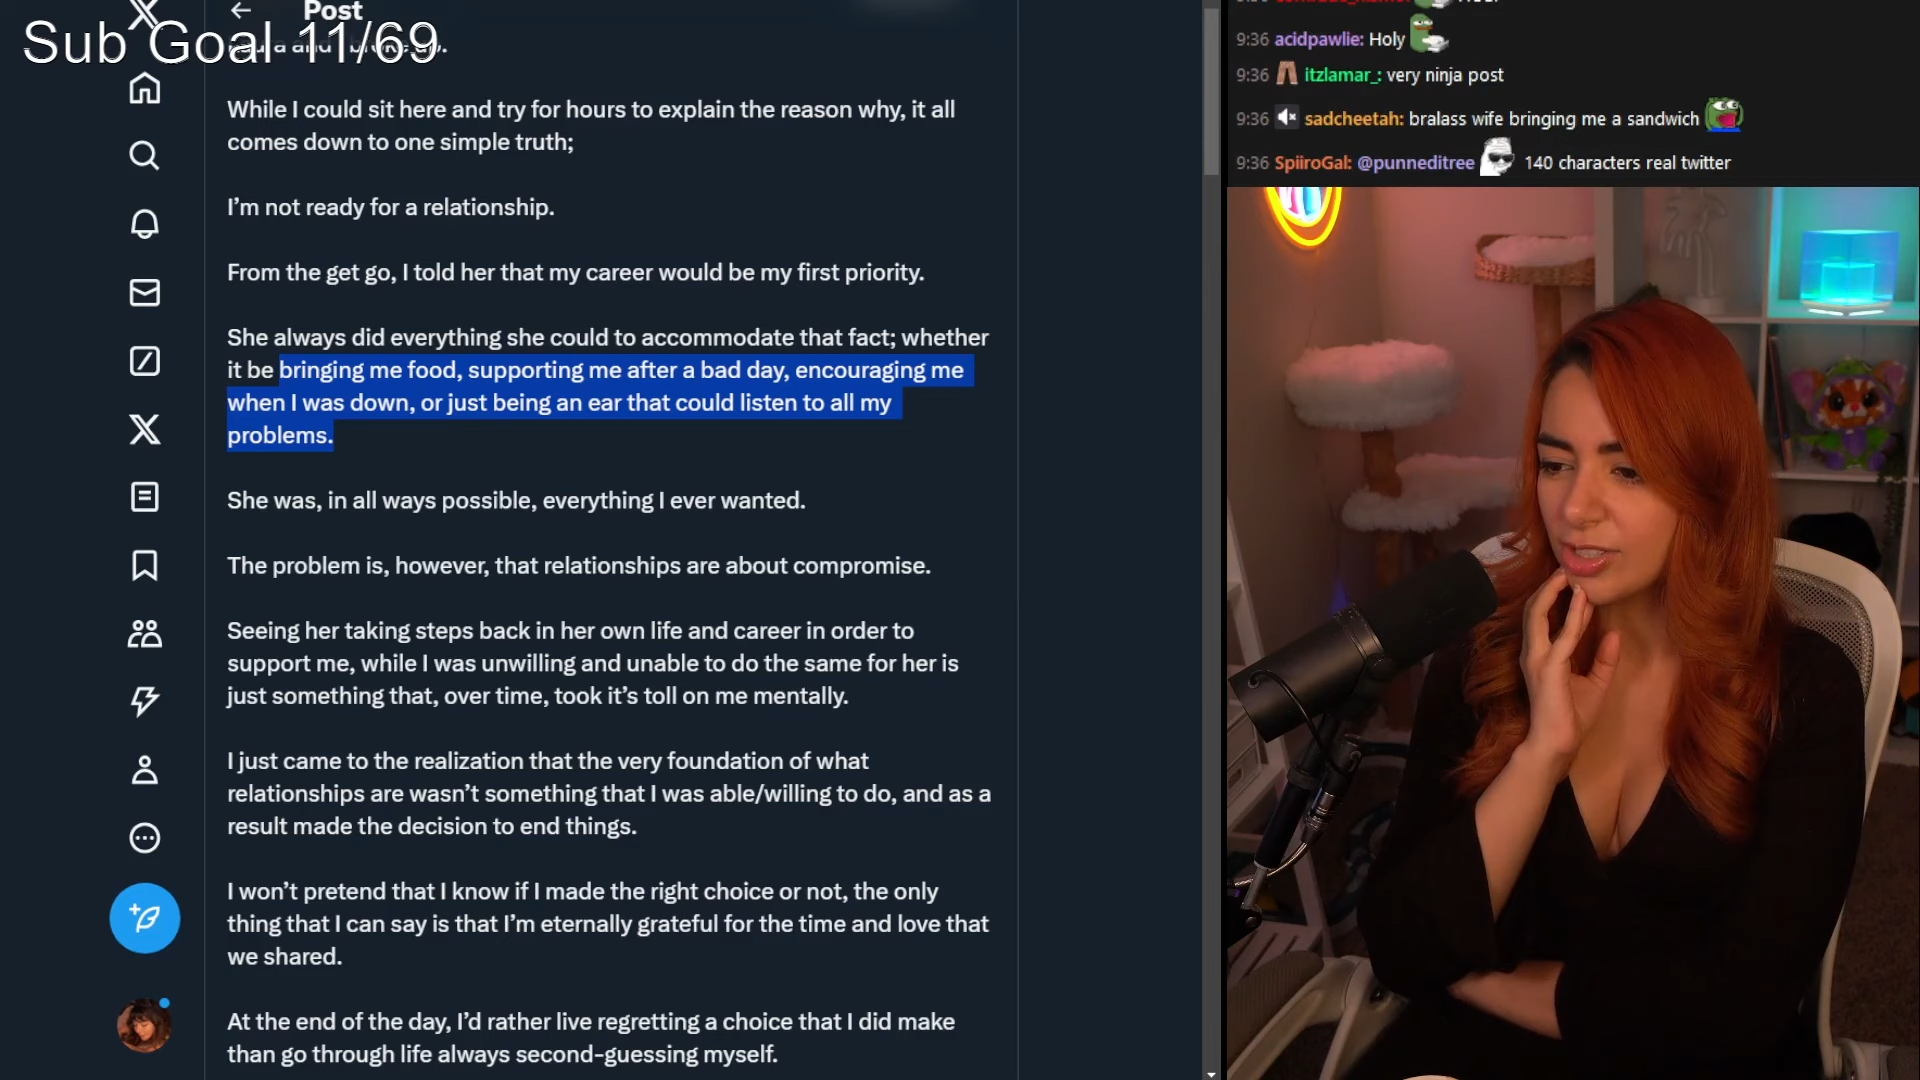 Post
Sub Goal 11/69
While I could sit here and try for hours to explain the reason why, it all
comes down to one simple truth;
I'm not ready for a relationship.
From the get go, I told her that my career would be my first priority.
She always did everything she could to accommodate that fact; whether
it be bringing me food, supporting me after a bad day, encouraging me
when I was down, or just being an ear that could listen to all my
problems.
She was, in all ways possible, everything I ever wanted.
The problem is, however, that relationships are about compromise.
Seeing her taking steps back in her own life and career in order to
support me, while I was unwilling and unable to do the same for her is
just something that, over time, took it's toll on me mentally.
I just came to the realization that the very foundation of what
relationships are wasn't something that I was able/willing to do, and as a
result made the decision to end things.
I won't pretend that I know if I made the right choice or not, the only
thing that I can say is that I'm eternally grateful for the time and love that
we shared.
At the end of the day, I'd rather live regretting a choice that I did make
than go through life always second-guessing myself.
9:36 acidpawlie: Holy
9:36 itzlamar_: very ninja post
9:36 sadcheetah: bralass wife bringing me a sandwich
9:36 SpiiroGal: @punneditree 140 characters real twitter